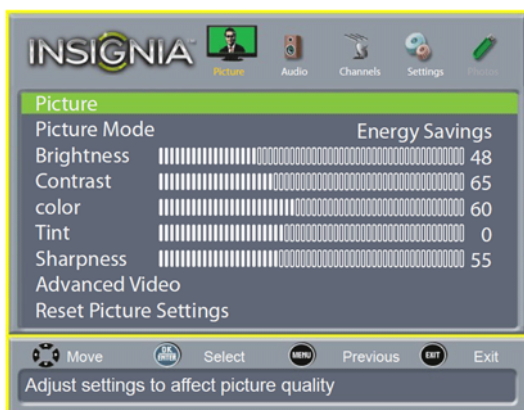 INSIGNIA
Picture Audio Channels Settings Photos
Picture
Picture Mode Energy Savings
Brightness 48
Contrast 65
color 60
Tint 0
Sharpness 55
Advanced Video
Reset Picture Settings
Move OK ENTER Select MENU Previous EXIT Exit
Adjust settings to affect picture quality